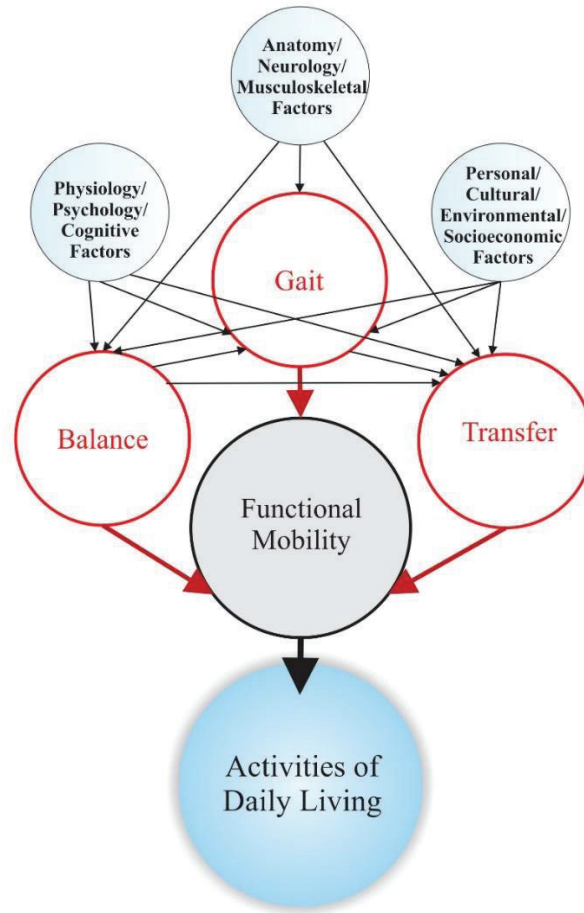 Anatomy/
Neurology/
Musculoskeletal
Factors
Physiology/
Psychology/
Cognitive
Factors
Personal/
Cultural/
Environmental/
Socioeconomic
Factors
Gait
Balance
Transfer
Functional
Mobility
Activities of
Daily Living